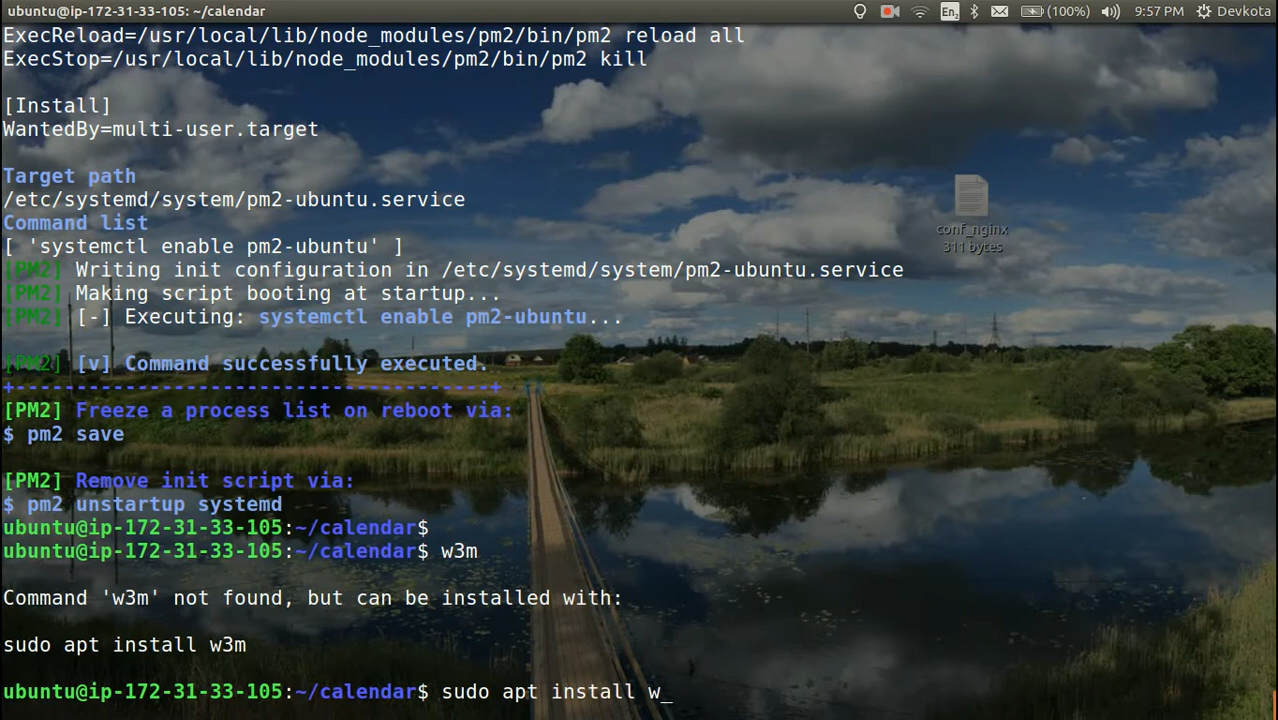 ubuntu@ip-172-31-33-105: ~/calendar
En2
(100%)
9:57 PM
Devkota
ExecReload=/usr/local/lib/node_modules/pm2/bin/pm2 reload all
ExecStop=/usr/local/lib/node_modules/pm2/bin/pm2 kill
[Install]
WantedBy=multi-user.target
Target path
/etc/systemd/system/pm2-ubuntu.service
Command list
[ 'systemctl enable pm2-ubuntu' ]
[PM2] Writing init configuration in /etc/systemd/system/pm2-ubuntu.service
[PM2] Making script booting at startup...
[PM2] [-] Executing: systemctl enable pm2-ubuntu...
[PM2] [v] Command successfully executed.
+---------------------------------------+
[PM2] Freeze a process list on reboot via:
$ pm2 save
[PM2] Remove init script via:
$ pm2 unstartup systemd
ubuntu@ip-172-31-33-105:~/calendar$
ubuntu@ip-172-31-33-105:~/calendar$ w3m
Command 'w3m' not found, but can be installed with:
sudo apt install w3m
ubuntu@ip-172-31-33-105:~/calendar$ sudo apt install w_
conf_nginx
311 bytes